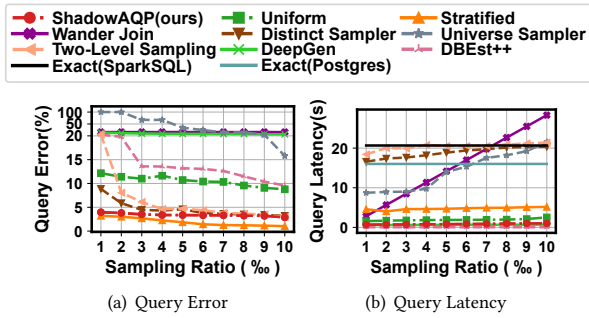 ShadowAQP(ours) Uniform Stratified
Wander Join Distinct Sampler Universe Sampler
Two-Level Sampling DeepGen DBEst++
Exact(SparkSQL) Exact(Postgres)
Query Error(%)
100
50
20
15
10
5
0
1 2 3 4 5 6 7 8 9 10
Sampling Ratio ( ‰ )
(a) Query Error
Query Latency(s)
20
10
0
1 2 3 4 5 6 7 8 9 10
Sampling Ratio ( ‰ )
(b) Query Latency